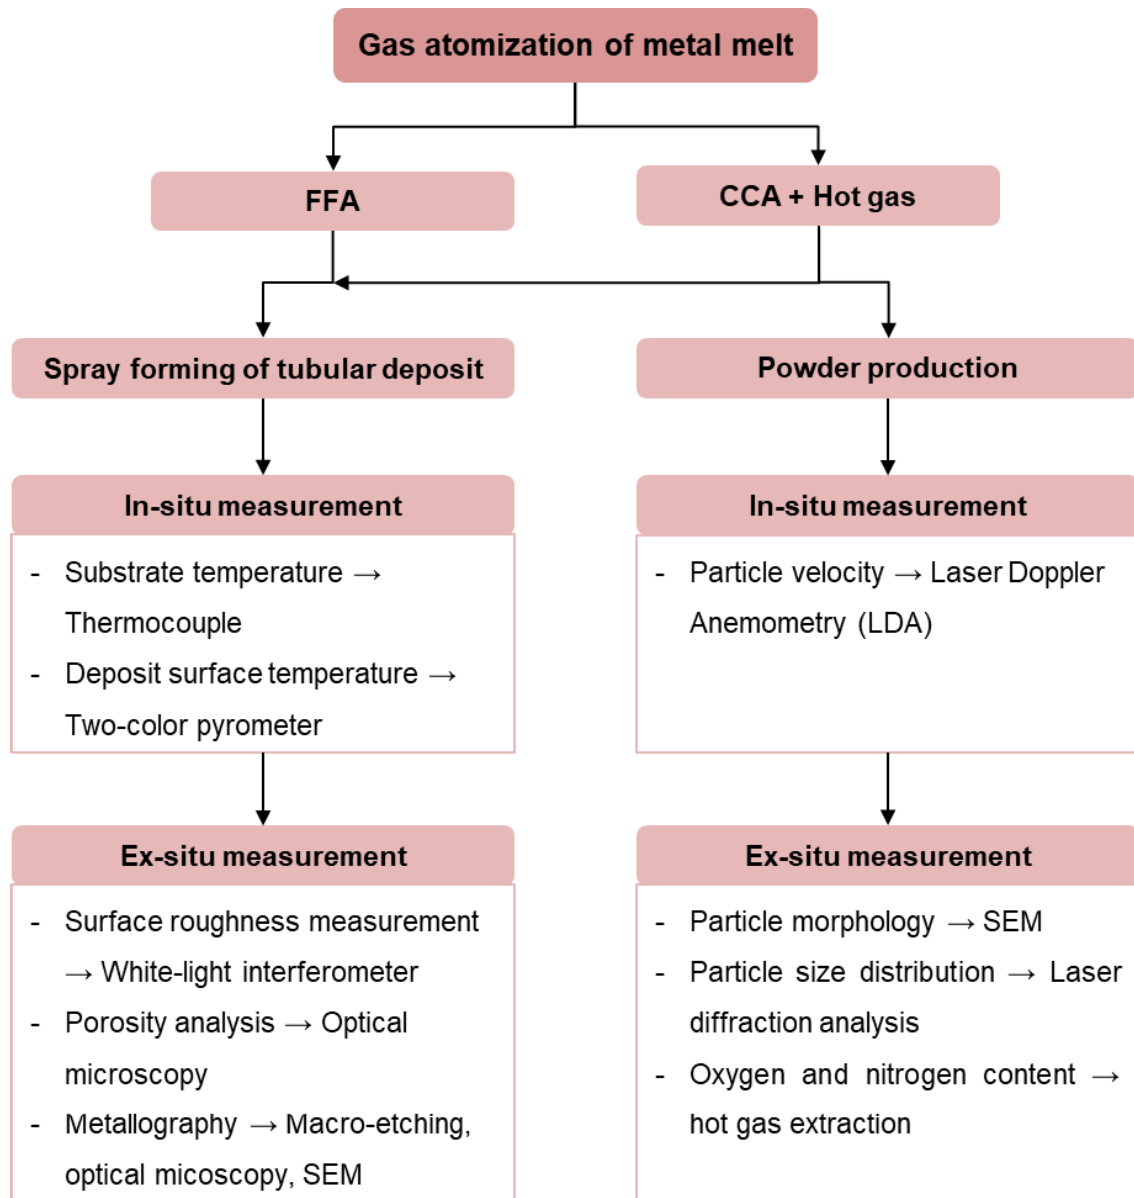 Gas atomization of metal melt
FFA
CCA + Hot gas
Spray forming of tubular deposit
Powder production
In-situ measurement
- Substrate temperature →
Thermocouple
- Deposit surface temperature →
Two-color pyrometer
In-situ measurement
- Particle velocity → Laser Doppler
Anemometry (LDA)
Ex-situ measurement
- Surface roughness measurement
→ White-light interferometer
- Porosity analysis → Optical
microscopy
- Metallography → Macro-etching,
optical micoscopy, SEM
Ex-situ measurement
- Particle morphology → SEM
- Particle size distribution → Laser
diffraction analysis
- Oxygen and nitrogen content →
hot gas extraction